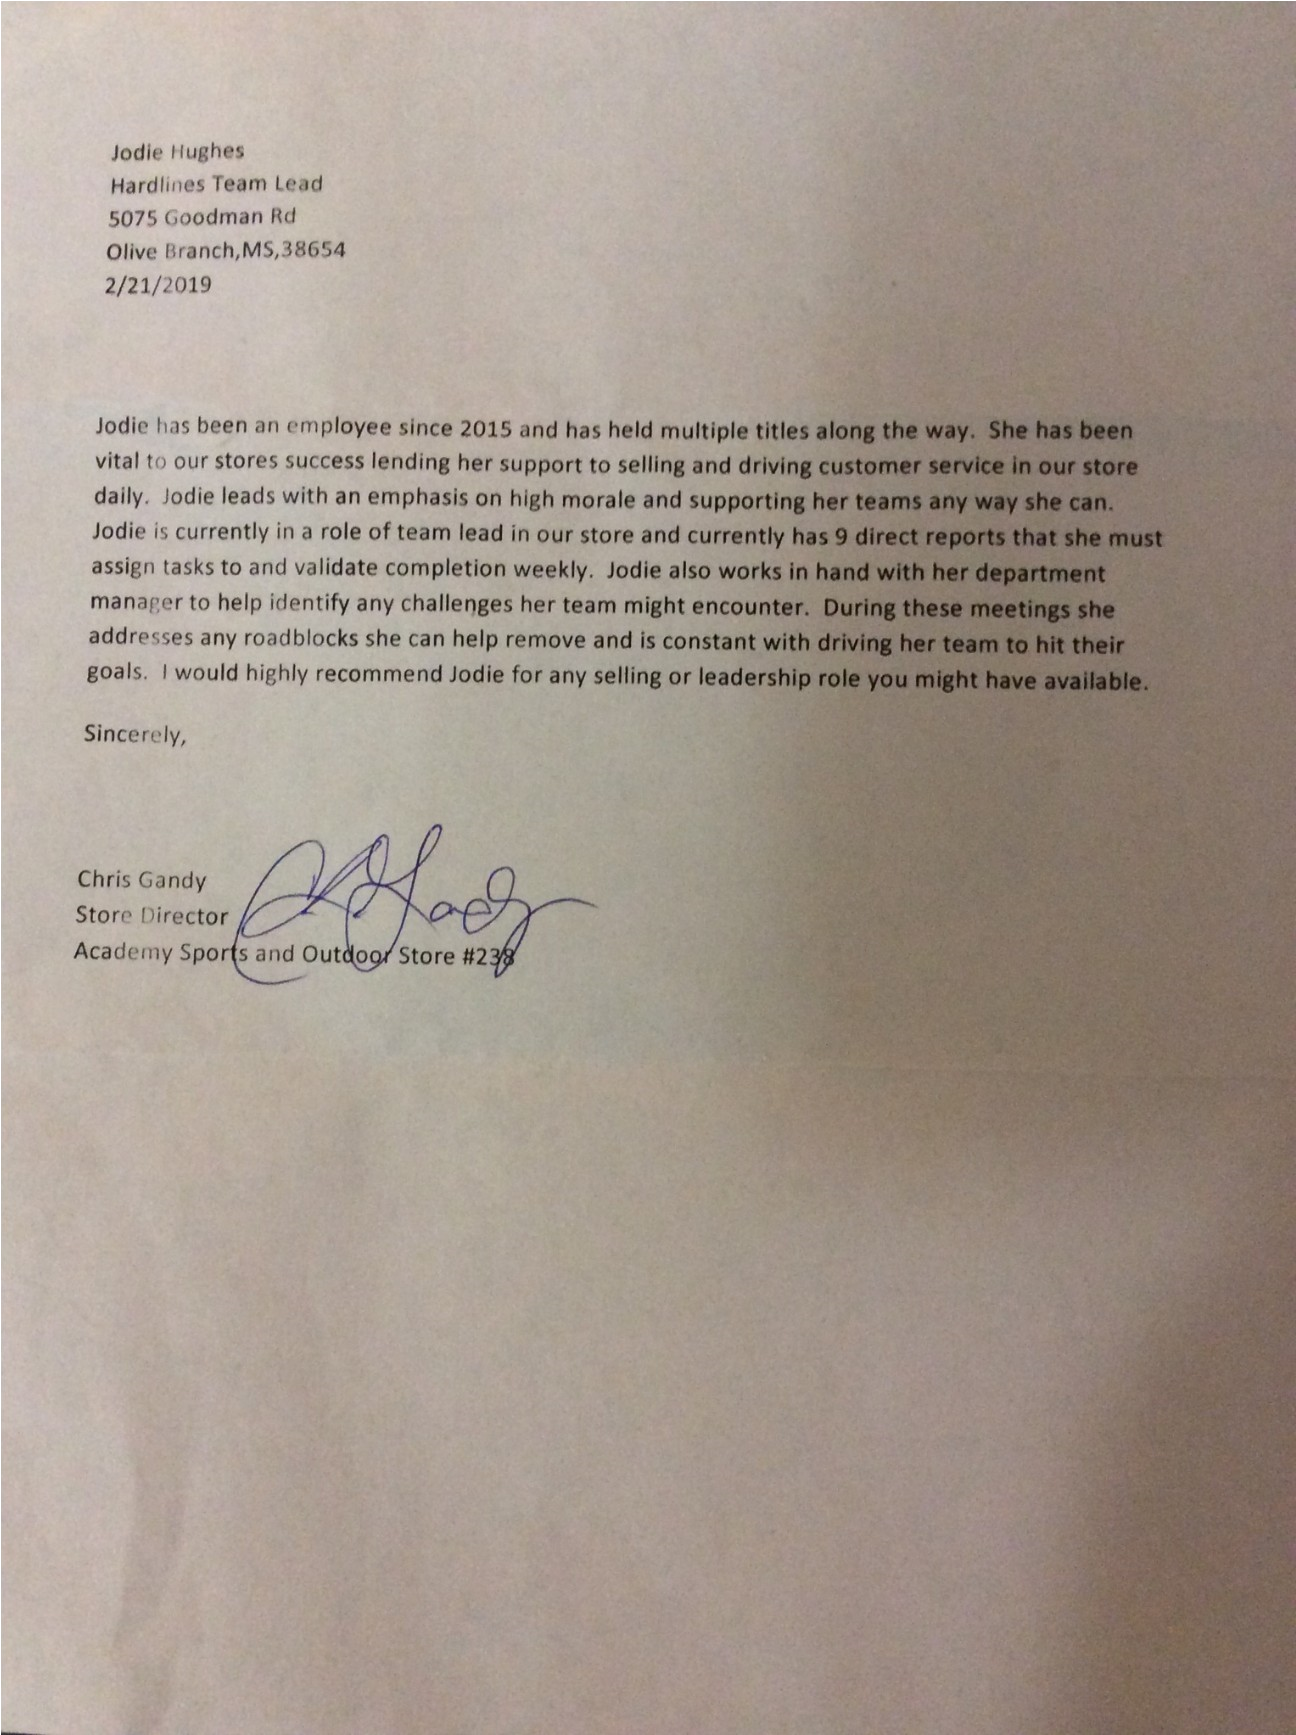 Jodie Hughes
Hardlines Team Lead
5075 Goodman Rd
Olive Branch,MS,38654
2/21/2019
Jodie has been an employee since 2015 and has held multiple titles along the way.  She has been
vital to our stores success lending her support to selling and driving customer service in our store
daily.  Jodie leads with an emphasis on high morale and supporting her teams any way she can.
Jodie is currently in a role of team lead in our store and currently has 9 direct reports that she must
assign tasks to and validate completion weekly.  Jodie also works in hand with her department
manager to help identify any challenges her team might encounter.  During these meetings she
addresses any roadblocks she can help remove and is constant with driving her team to hit their
goals.  I would highly recommend Jodie for any selling or leadership role you might have available.
Sincerely,
Chris Gandy
Store Director
Academy Sports and Outdoor Store #238